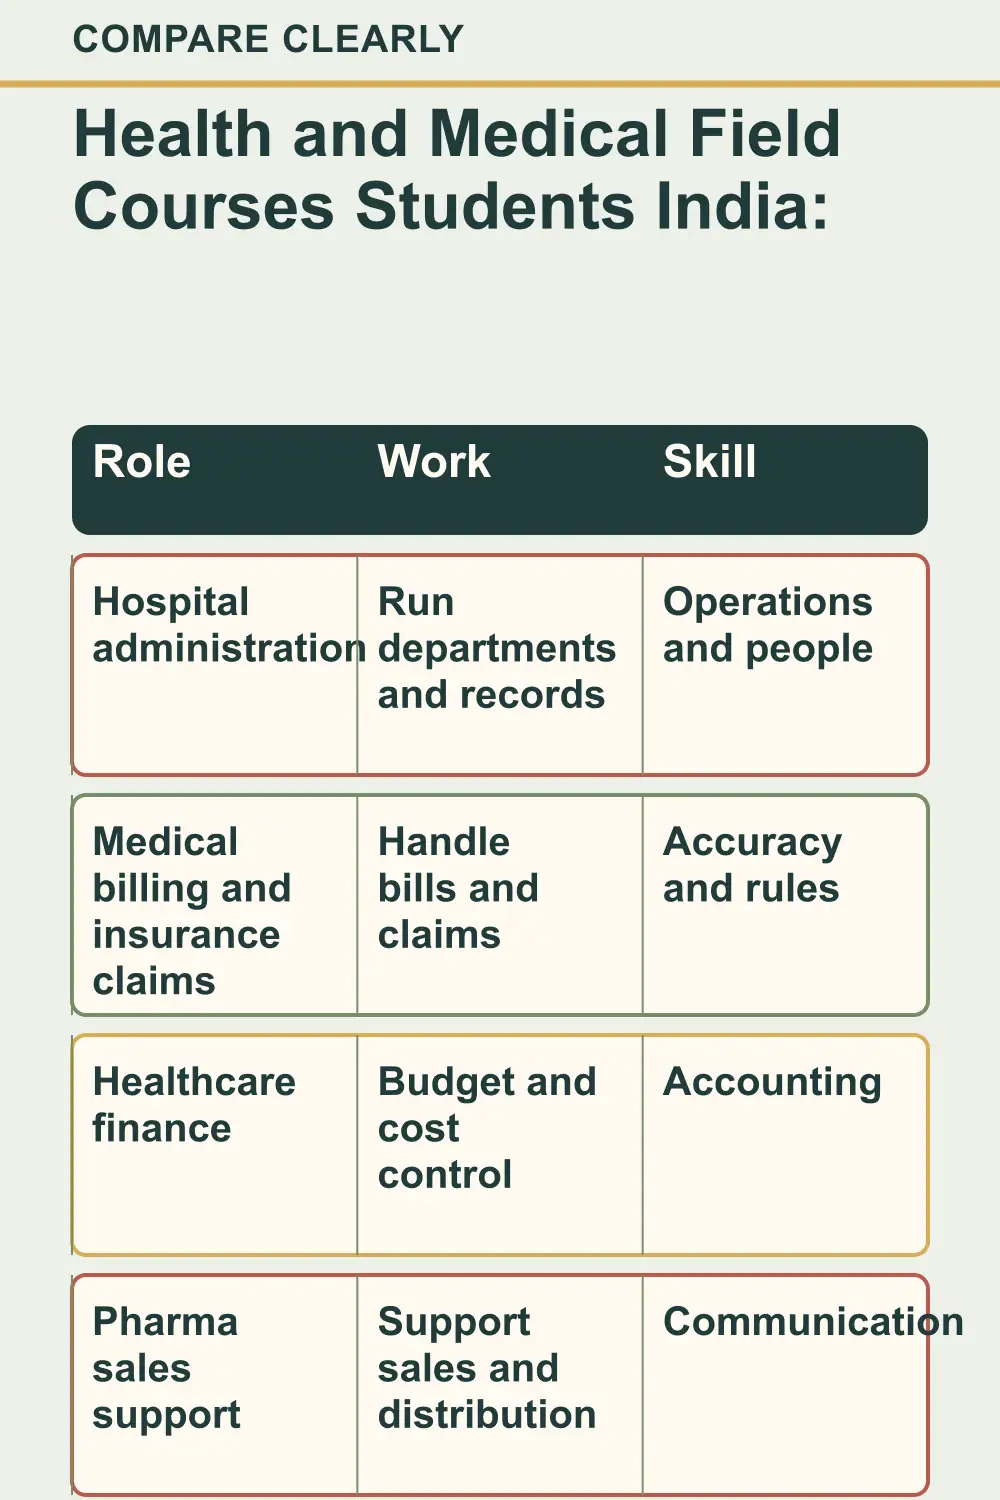 COMPARE CLEARLY
Health and Medical Field
Courses Students India:
Role
Work
Skill
Hospital
administration
Run
departments
and records
Operations
and people
Medical
billing and
insurance
claims
Handle
bills and
claims
Accuracy
and rules
Healthcare
finance
Budget and
cost
control
Accounting
Pharma
sales
support
Support
sales and
distribution
Communication